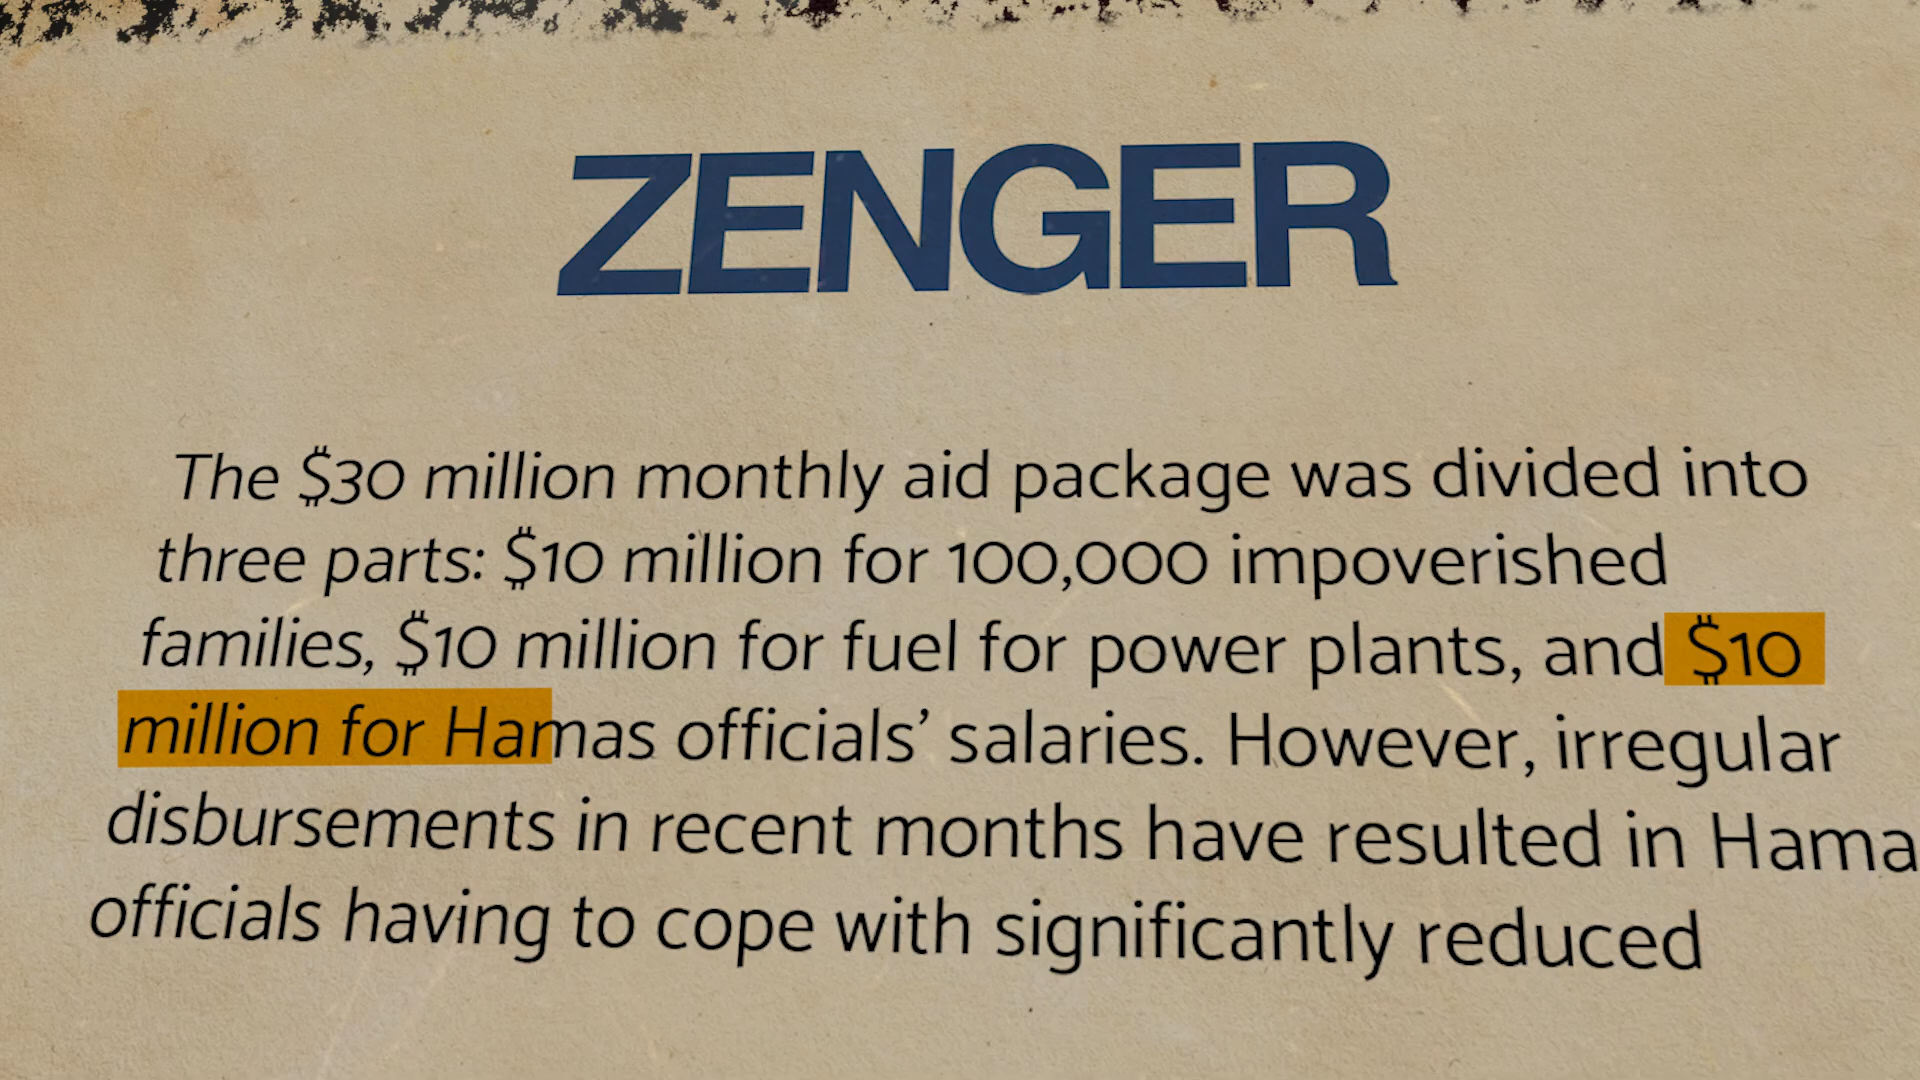 ZENGER
The $30 million monthly aid package was divided into
three parts: $10 million for 100,000 impoverished
families, $10 million for fuel for power plants, and $10
million for Hamas officials’ salaries. However, irregular
disbursements in recent months have resulted in Hama
officials having to cope with significantly reduced